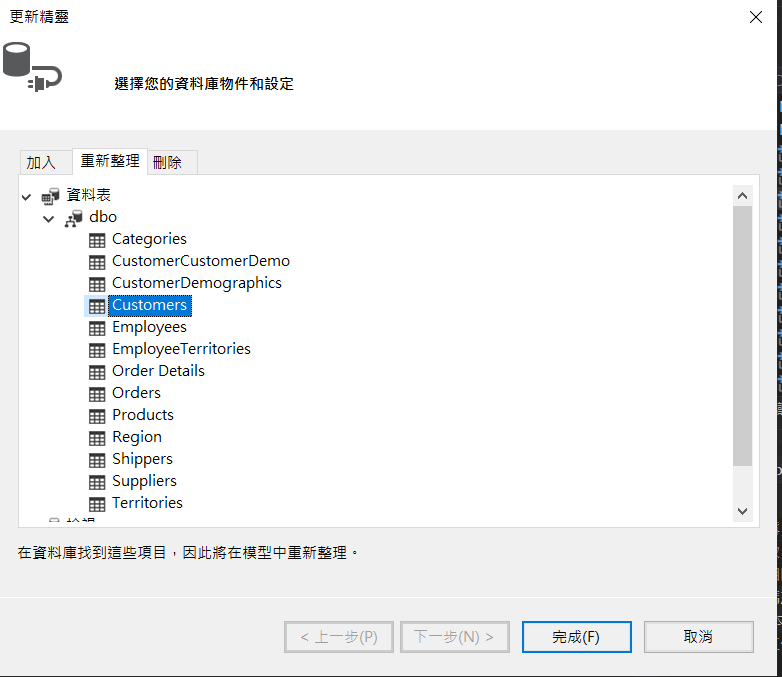 更新精靈
選擇您的資料庫物件和設定
加入 重新整理 刪除
資料表
dbo
Categories
CustomerCustomerDemo
CustomerDemographics
Customers
Employees
EmployeeTerritories
Order Details
Orders
Products
Region
Shippers
Suppliers
Territories
在資料庫找到這些項目，因此將在模型中重新整理。
< 上一步(P) 下一步(N) > 完成(F) 取消